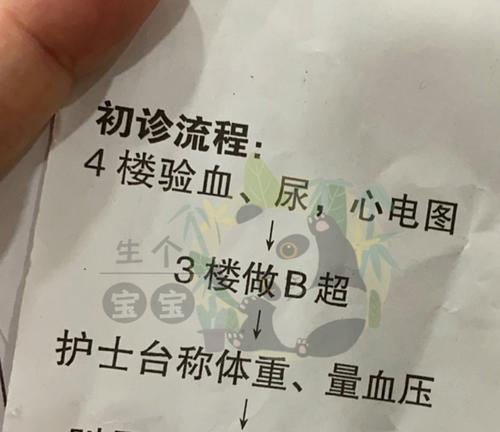 初诊流程:
4楼验血、尿，心电图
↓
生个
宝宝
3楼做B超
↓
护士台称体重、量血压
↓